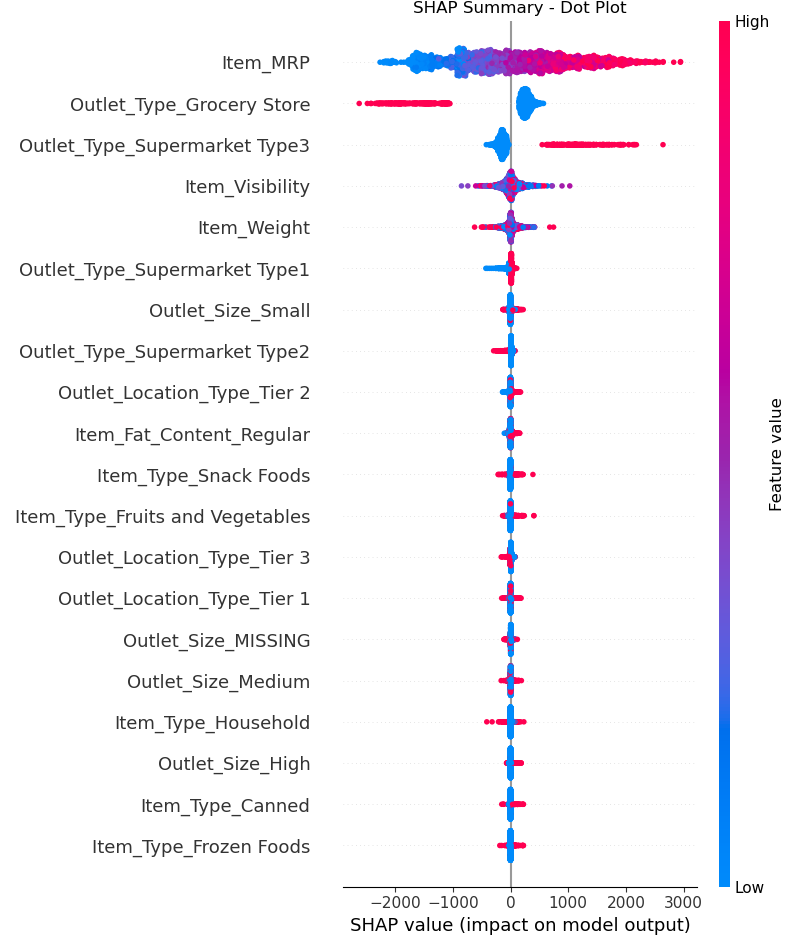 SHAP Summary - Dot Plot
High
Item_MRP
Outlet_Type_Grocery Store
Outlet_Type_Supermarket Type3
Item_Visibility
Item_Weight
Outlet_Type_Supermarket Type1
Outlet_Size_Small
Outlet_Type_Supermarket Type2
Outlet_Location_Type_Tier 2
Item_Fat_Content_Regular
Item_Type_Snack Foods
Item_Type_Fruits and Vegetables
Outlet_Location_Type_Tier 3
Outlet_Location_Type_Tier 1
Outlet_Size_MISSING
Outlet_Size_Medium
Item_Type_Household
Outlet_Size_High
Item_Type_Canned
Item_Type_Frozen Foods
Feature value
Low
−2000 −1000 0 1000 2000 3000
SHAP value (impact on model output)